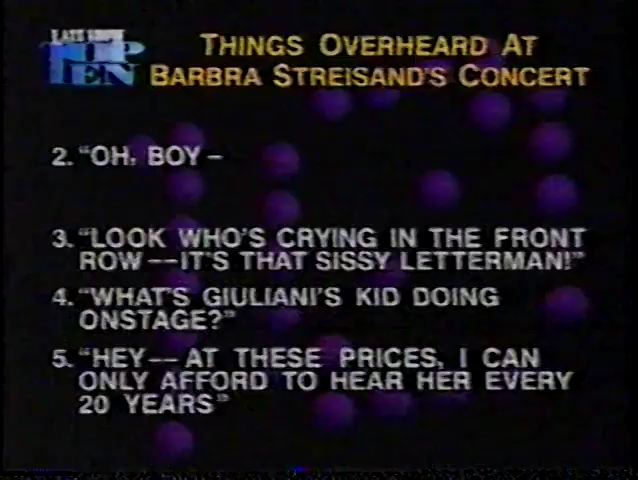 LATE SHOW
TOP
TEN
THINGS OVERHEARD AT
BARBRA STREISAND'S CONCERT
2. "OH, BOY –
3. "LOOK WHO'S CRYING IN THE FRONT
ROW — IT'S THAT SISSY LETTERMAN!"
4. "WHAT'S GIULIANI'S KID DOING
ONSTAGE?"
5. "HEY — AT THESE PRICES, I CAN
ONLY AFFORD TO HEAR HER EVERY
20 YEARS"